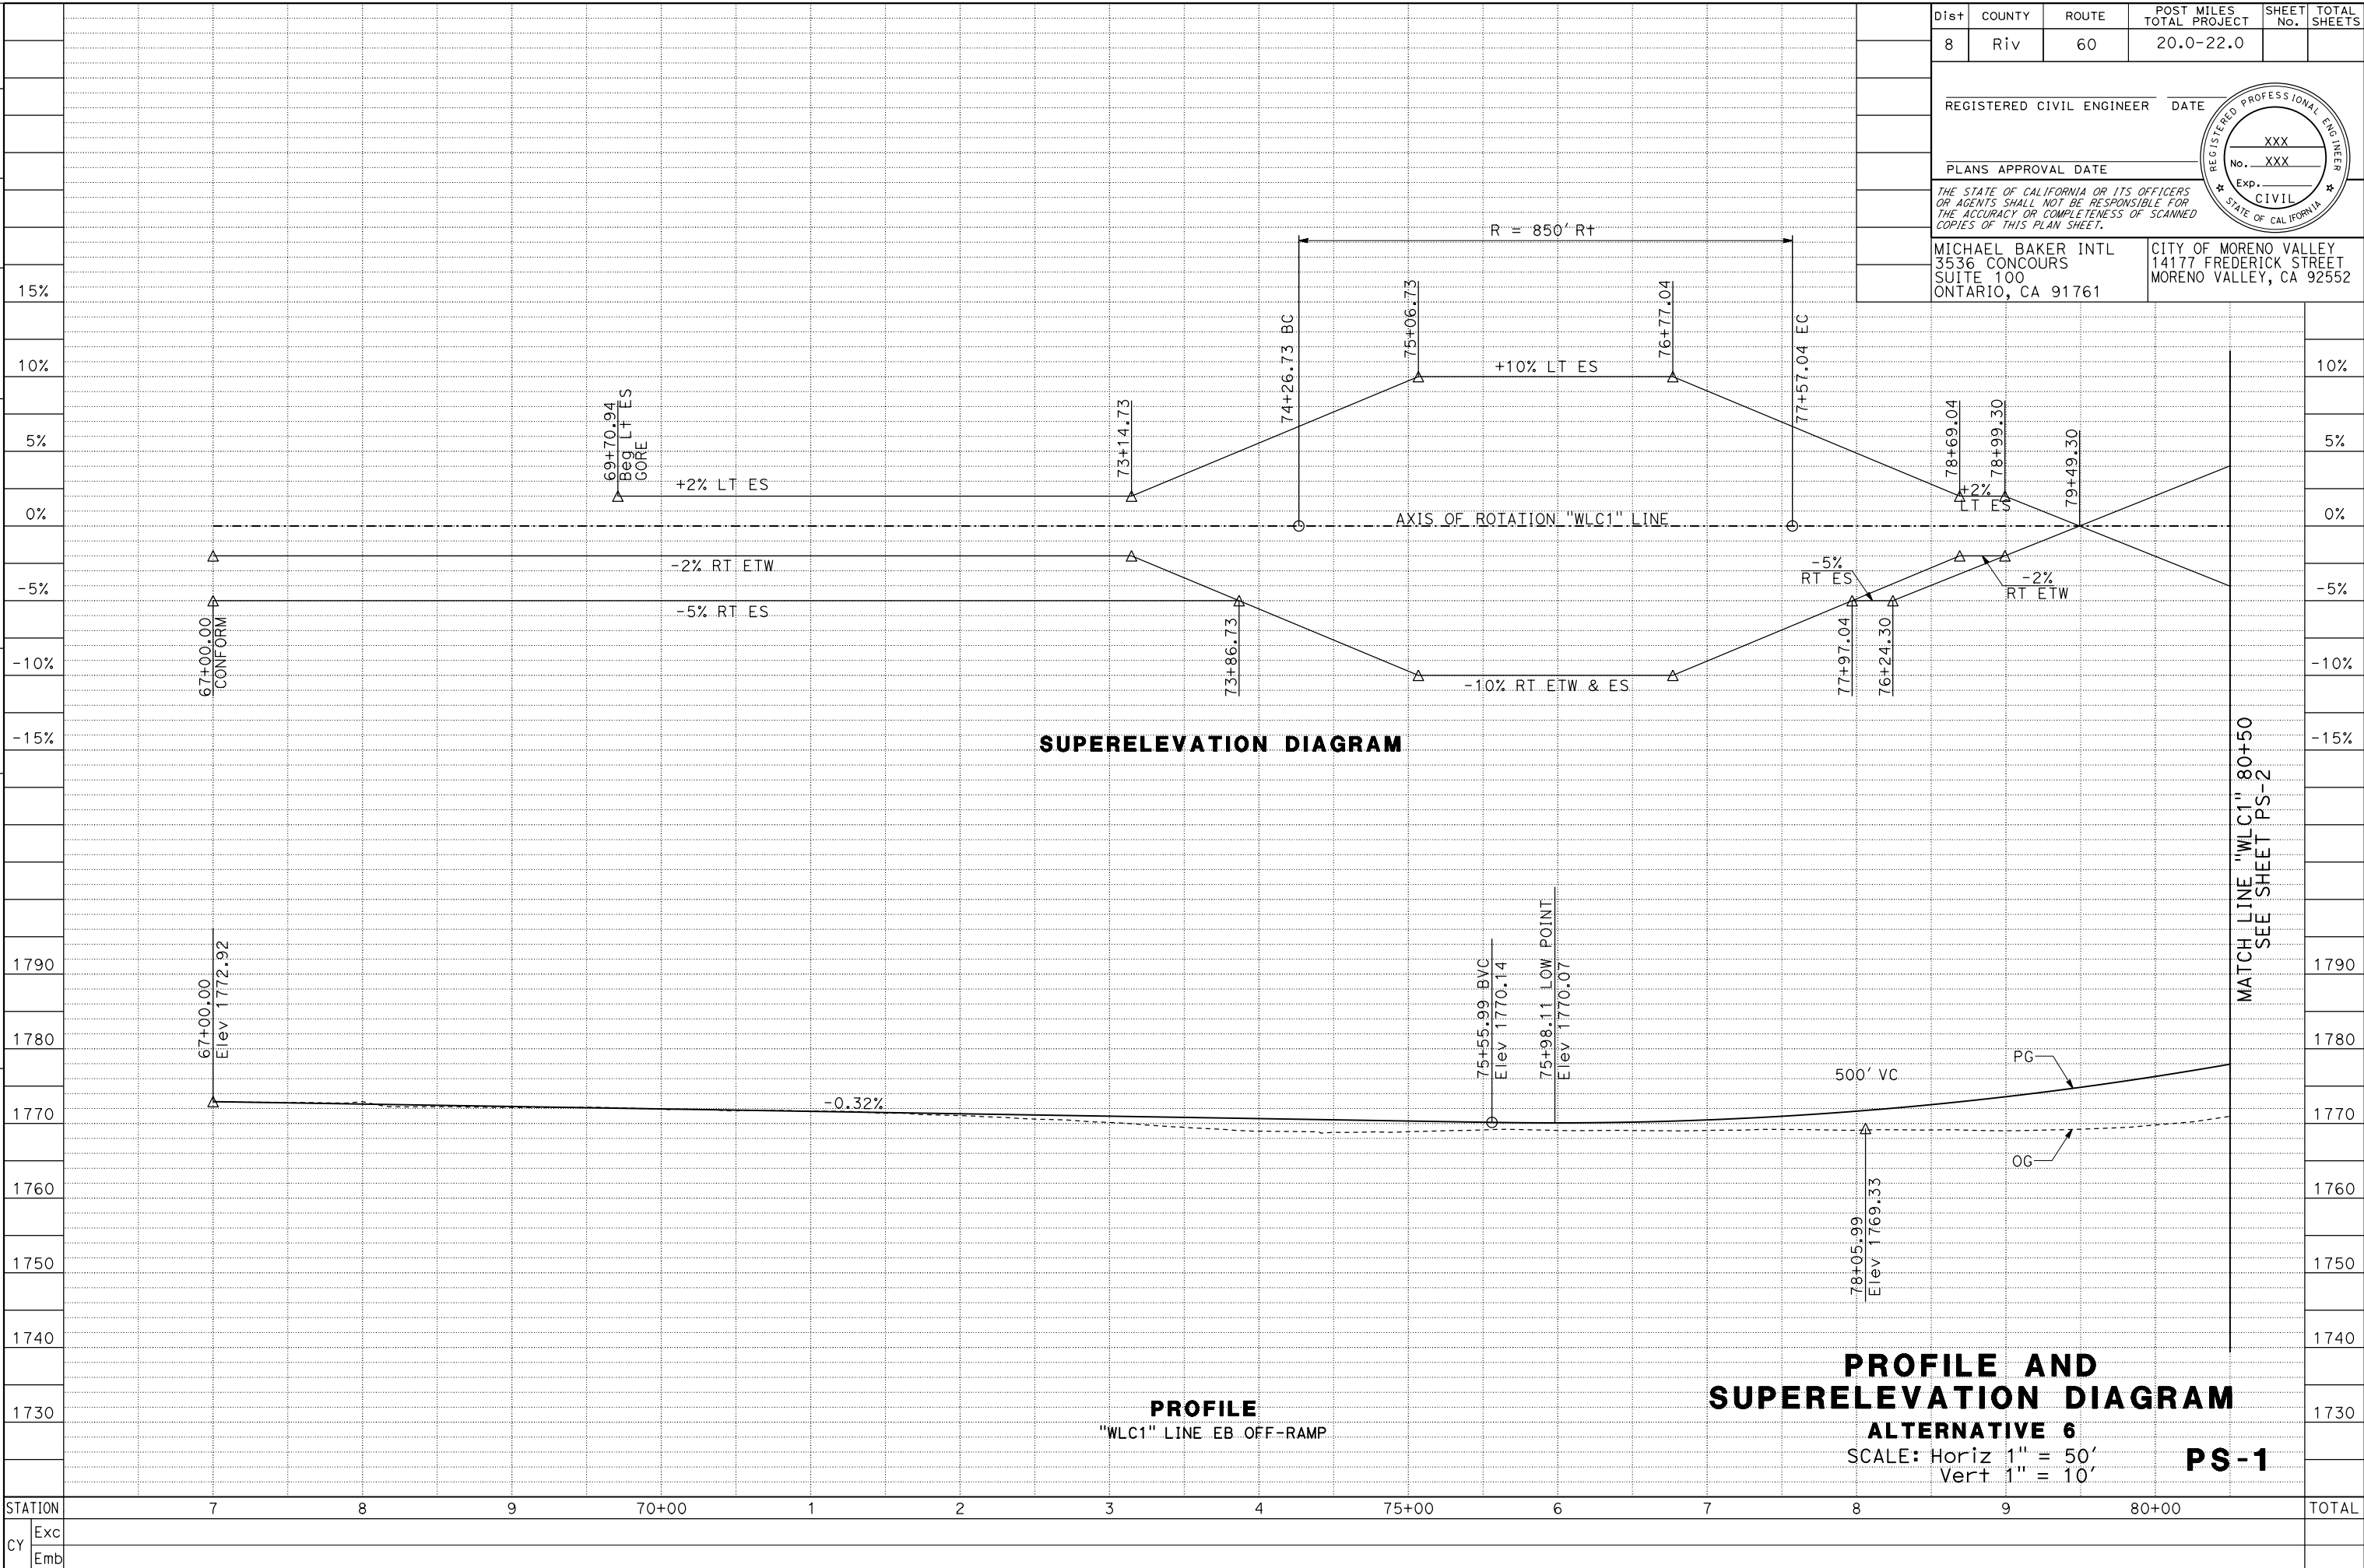 Dist COUNTY ROUTE POST MILES TOTAL PROJECT SHEET No. TOTAL SHEETS
8 Riv 60 20.0-22.0
REGISTERED CIVIL ENGINEER DATE
PLANS APPROVAL DATE
REGISTERED PROFESSIONAL ENGINEER
XXX
No. XXX
Exp.
CIVIL
STATE OF CALIFORNIA
THE STATE OF CALIFORNIA OR ITS OFFICERS
OR AGENTS SHALL NOT BE RESPONSIBLE FOR
THE ACCURACY OR COMPLETENESS OF SCANNED
COPIES OF THIS PLAN SHEET.
MICHAEL BAKER INTL
3536 CONCOURS
SUITE 100
ONTARIO, CA 91761
CITY OF MORENO VALLEY
14177 FREDERICK STREET
MORENO VALLEY, CA 92552
15%
10%
5%
0%
-5%
-10%
-15%
10%
5%
0%
-5%
-10%
-15%
R = 850' Rt
74+26.73 BC
75+06.73
76+77.04
77+57.04 EC
+10% LT ES
69+70.94
Beg Lt ES
GORE
73+14.73
+2% LT ES
78+69.04
78+99.30
79+49.30
+2%
LT ES
AXIS OF ROTATION "WLC1" LINE
-2% RT ETW
-5% RT ES
-5%
RT ES
-2%
RT ETW
67+00.00
CONFORM
73+86.73
77+97.04
76+24.30
-10% RT ETW & ES
SUPERELEVATION DIAGRAM
MATCH LINE "WLC1" 80+50
SEE SHEET PS-2
1790
1780
1770
1760
1750
1740
1730
1790
1780
1770
1760
1750
1740
1730
67+00.00
Elev 1772.92
-0.32%
75+55.99 BVC
Elev 1770.14
75+98.11 LOW POINT
Elev 1770.07
500' VC
PG
OG
78+05.99
Elev 1769.33
PROFILE
"WLC1" LINE EB OFF-RAMP
PROFILE AND
SUPERELEVATION DIAGRAM
ALTERNATIVE 6
SCALE: Horiz 1" = 50'
Vert 1" = 10'
PS-1
STATION 7 8 9 70+00 1 2 3 4 75+00 6 7 8 9 80+00 TOTAL
CY
Exc
Emb